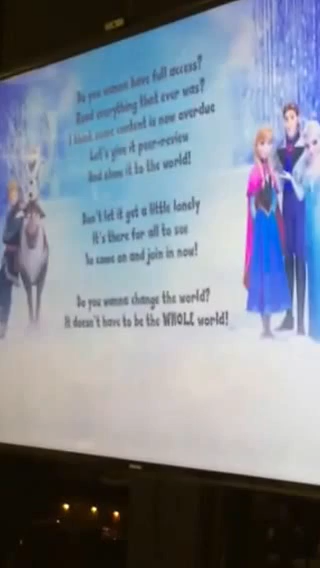 Do you wanna have full access?
Read everything that ever was?
I think some content is now overdue
Let's give it peer-review
And show it to the world!
Don't let it get a little lonely
It's there for all to see
So come on and join in now!
Do you wanna change the world?
It doesn't have to be the WHOLE world!